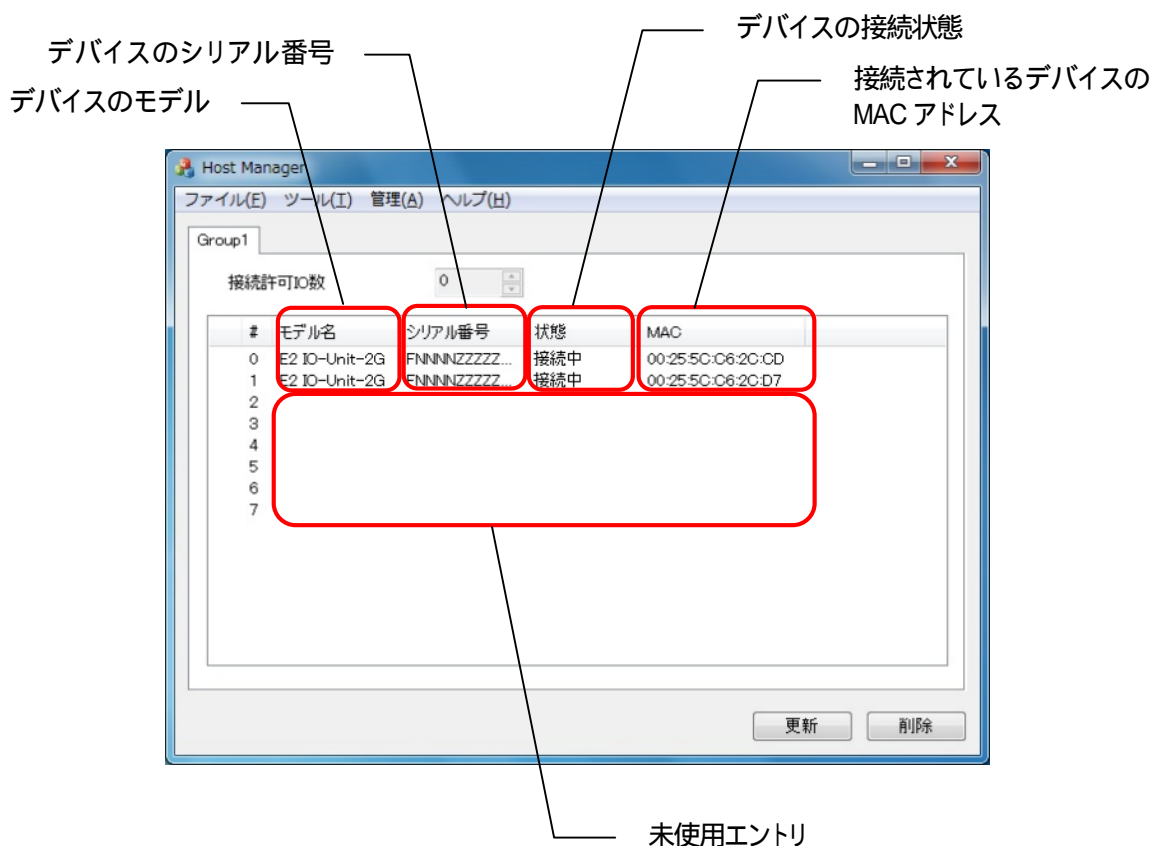 デバイスの接続状態
デバイスのシリアル番号
接続されているデバイスの
MAC アドレス
デバイスのモデル
Host Manager
ファイル(F) ツール(T) 管理(A) ヘルプ(H)
Group1
接続許可IO数 0
# モデル名 シリアル番号 状態 MAC
0 E2 IO-Unit-2G FNNNNZZZZZ... 接続中 00:25:5C:C6:2C:CD
1 E2 IO-Unit-2G FNNNNZZZZZ... 接続中 00:25:5C:C6:2C:D7
2
3
4
5
6
7
更新 削除
未使用エントリ